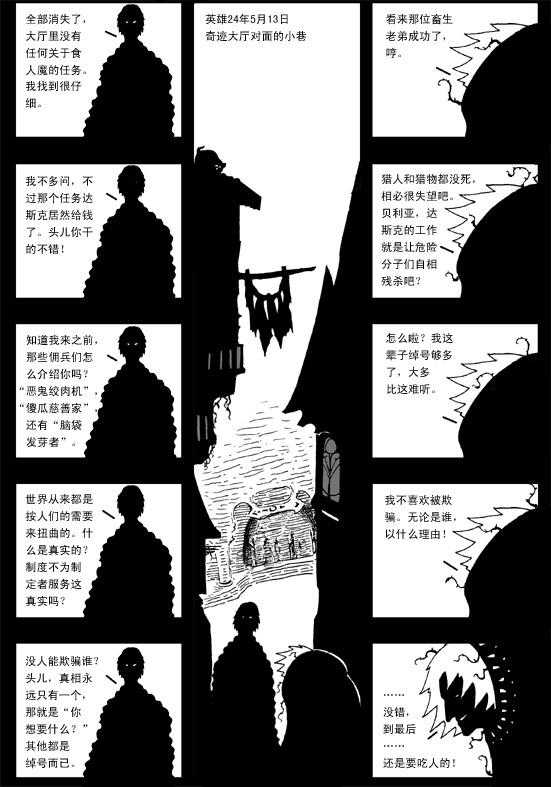 英雄24年5月13日
奇迹大厅对面的小巷
全部消失了，
大厅里没有
任何关于食
人魔的任务。
我找到很仔
细。
看来那位畜生
老弟成功了，
哼。
我不多问，不
过那个任务达
斯克居然给钱
了。头儿你干
的不错！
猎人和猎物都没死，
相必很失望吧。
贝利亚，达
斯克的工作
就是让危险
分子们自相
残杀吧？
知道我来之前，
那些佣兵们怎
么介绍你吗？
“恶鬼绞肉机”，
“傻瓜慈善家”，
还有“脑袋
发芽者”。
怎么啦？我这
辈子绰号够多
了，大多
比这难听。
世界从来都是
按人们的需要
来扭曲的。什
么是真实的？
制度不为制
定者服务这
真实吗？
我不喜欢被欺
骗。无论是谁，
以什么理由！
没人能欺骗谁？
头儿，真相永
远只有一个，
那就是“你
想要什么？”
其他都是
绰号而已。
……
没错，
到最后
……
还是要吃人的！